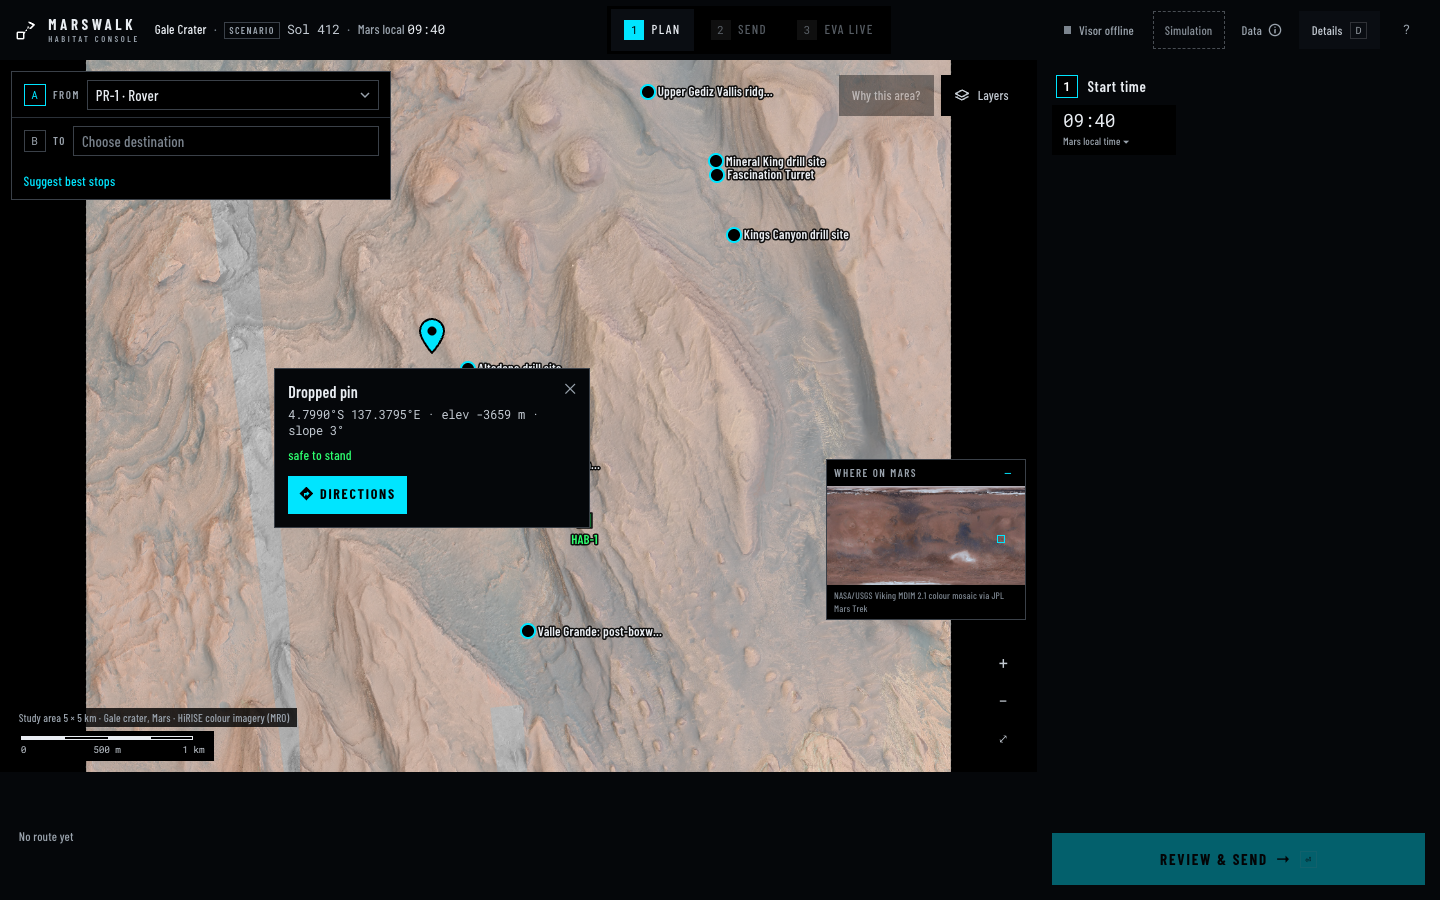 MARSWALK
HABITAT CONSOLE
Gale Crater · SCENARIO Sol 412 · Mars local 09:40
1 PLAN
2 SEND
3 EVA LIVE
Visor offline
Simulation
Data
Details D
?
A FROM PR-1 · Rover
B TO Choose destination
Suggest best stops
Upper Gediz Vallis ridg...
Why this area?
Layers
1 Start time
09:40
Mars local time
Mineral King drill site
Fascination Turret
Kings Canyon drill site
Altadena drill site
Dropped pin
4.7990°S 137.3795°E · elev −3659 m ·
slope 3°
safe to stand
DIRECTIONS
...
HAB-1
WHERE ON MARS
NASA/USGS Viking MDIM 2.1 colour mosaic via JPL
Mars Trek
Valle Grande: post-boxw...
+
−
Study area 5 × 5 km · Gale crater, Mars · HiRISE colour imagery (MRO)
0 500 m 1 km
No route yet
REVIEW & SEND →